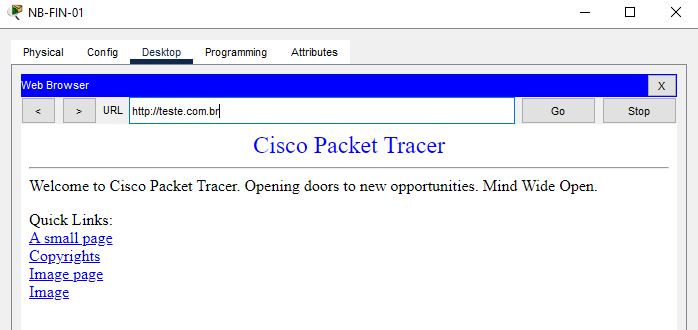 NB-FIN-01
Physical Config Desktop Programming Attributes
Web Browser X
< > URL http://teste.com.br Go Stop
Cisco Packet Tracer
Welcome to Cisco Packet Tracer. Opening doors to new opportunities. Mind Wide Open.
Quick Links:
A small page
Copyrights
Image page
Image